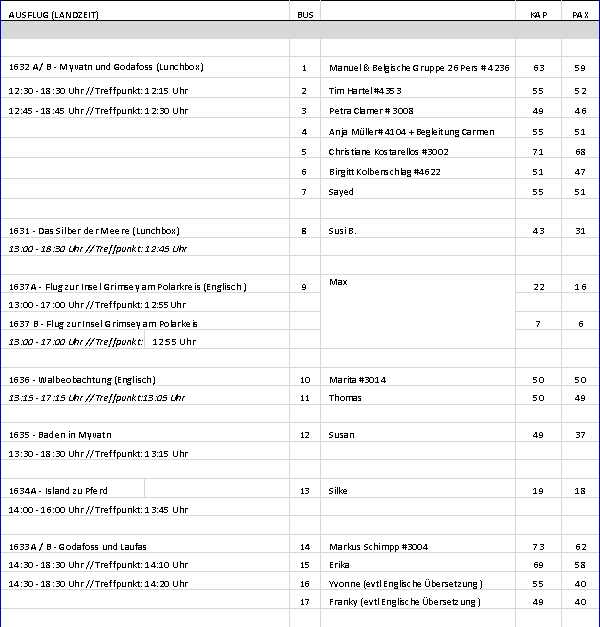 AUSFLUG (LANDZEIT) BUS KAP PAX
1632 A/ B - Myvatn und Godafoss (Lunchbox) 1 Manuel & Belgische Gruppe 26 Pers #4236 63 59
12:30 - 18:30 Uhr //Treffpunkt: 12:15 Uhr 2 Tim Hartel #4353 55 52
12:45 - 18:45 Uhr //Treffpunkt: 12:30 Uhr 3 Petra Clamer # 3008 49 46
4 Anja Müller# 4104 + Begleitung Carmen 55 51
5 Christiane Kostarellos #3002 71 68
6 Birgitt Kolbenschlag #4622 51 47
7 Sayed 55 51
1631 - Das Silber der Meere (Lunchbox) 8 Susi B. 43 31
13:00 - 18:30 Uhr //Treffpunkt: 12:45 Uhr
1637A - Flug zur Insel Grimsey am Polarkreis (Englisch ) 9 Max 22 16
13:00 - 17:00 Uhr //Treffpunkt: 12:55 Uhr
1637 B - Flug zur Insel Grimsey am Polarkeis 7 6
13:00 - 17:00 Uhr //Treffpunkt: 12:55 Uhr
1636 - Walbeobachtung (Englisch) 10 Marita #3014 50 50
13:15 - 17:15 Uhr //Treffpunkt:13:05 Uhr 11 Thomas 50 49
1635 - Baden in Myvatn 12 Susan 49 37
13:30 - 18:30 Uhr //Treffpunkt: 13:15 Uhr
1634A - Island zu Pferd 13 Silke 19 18
14:00 - 16:00 Uhr //Treffpunkt: 13:45 Uhr
1633A / B - Godafoss und Laufas 14 Markus Schimpp #3004 73 62
14:30 - 18:30 Uhr //Treffpunkt: 14:10 Uhr 15 Erika 69 58
14:30 - 18:30 Uhr //Treffpunkt: 14:20 Uhr 16 Yvonne (evtl Englische Übersetzung ) 55 40
17 Franky (evtl Englische Übersetzung ) 49 40